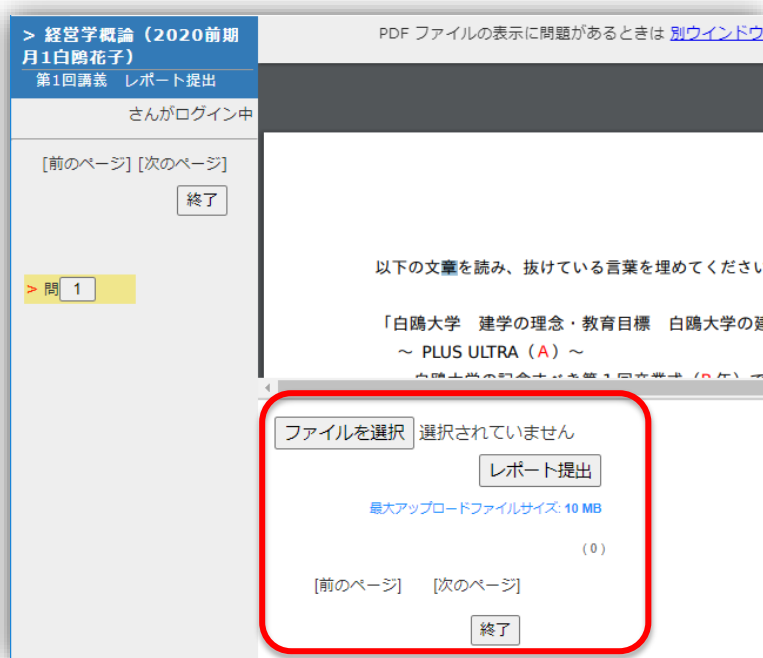 > 経営学概論（2020前期
月1白鴎花子）
第1回講義　レポート提出
さんがログイン中
[前のページ] [次のページ]
終了
> 問 1
PDF ファイルの表示に問題があるときは 別ウインドウ
以下の文章を読み、抜けている言葉を埋めてください
「白鴎大学　建学の理念・教育目標　白鴎大学の建
～ PLUS ULTRA（A）～
ファイルを選択 選択されていません
レポート提出
最大アップロードファイルサイズ: 10 MB
( 0 )
[前のページ]　[次のページ]
終了